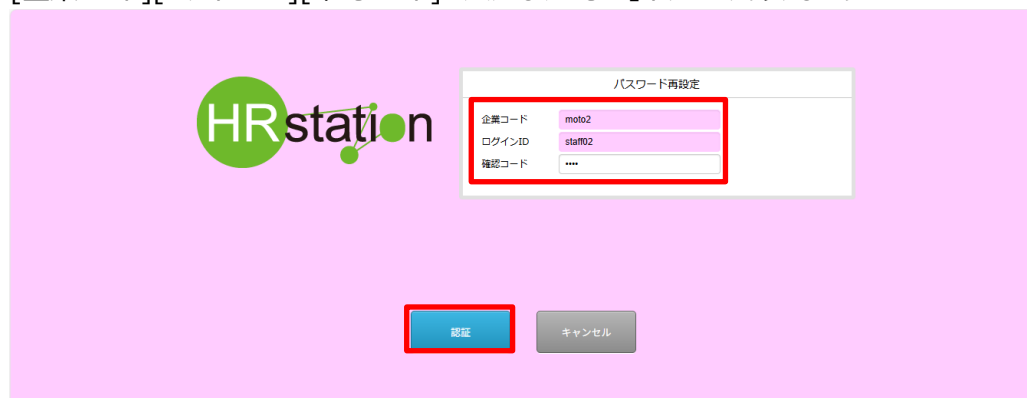 HRstation
パスワード再設定
企業コード moto2
ログインID staff02
確認コード ••••
認証 キャンセル